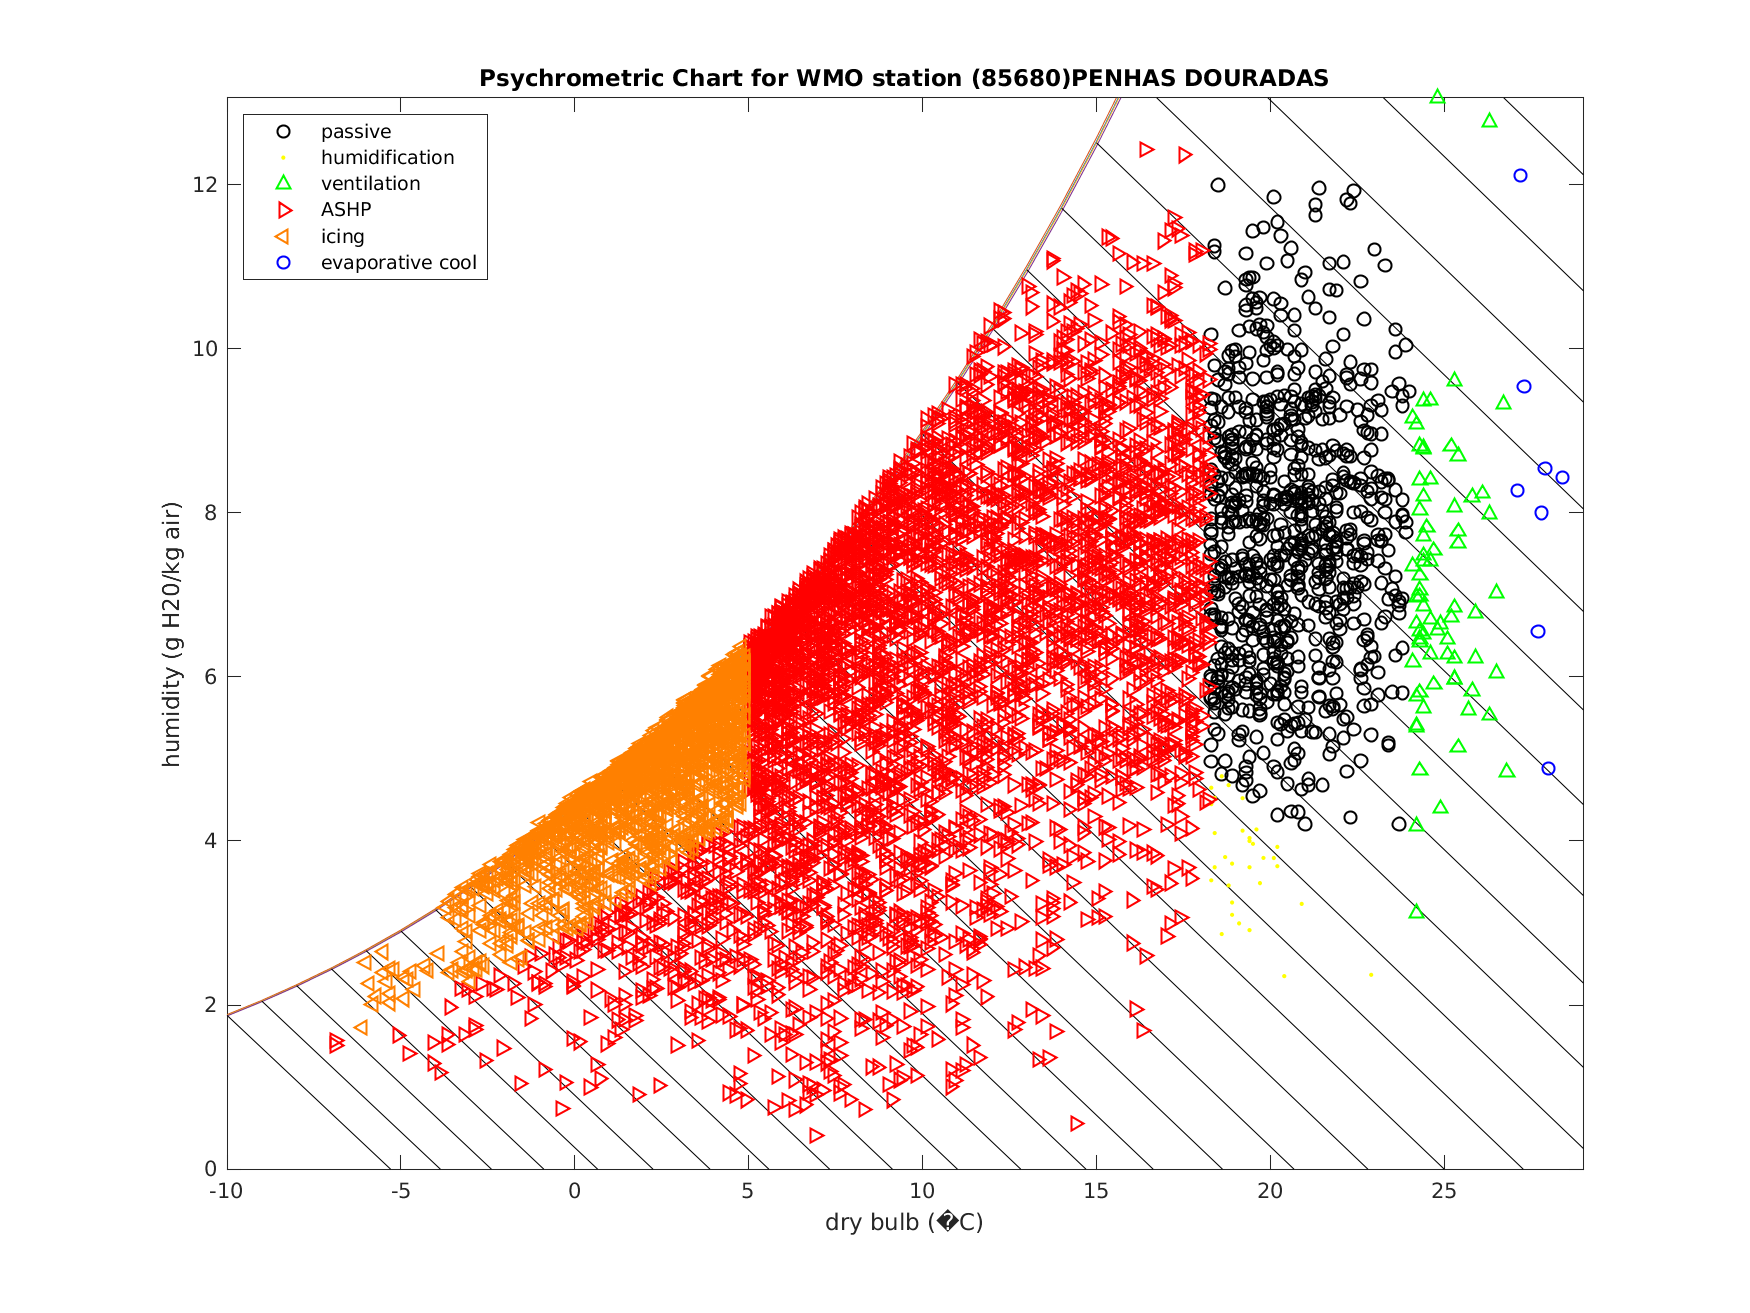 Psychrometric Chart for WMO station (85680)PENHAS DOURADAS
passive
humidification
ventilation
ASHP
icing
evaporative cool
humidity (g H20/kg air)
12
10
8
6
4
2
0
-10 -5 0 5 10 15 20 25
dry bulb (�C)